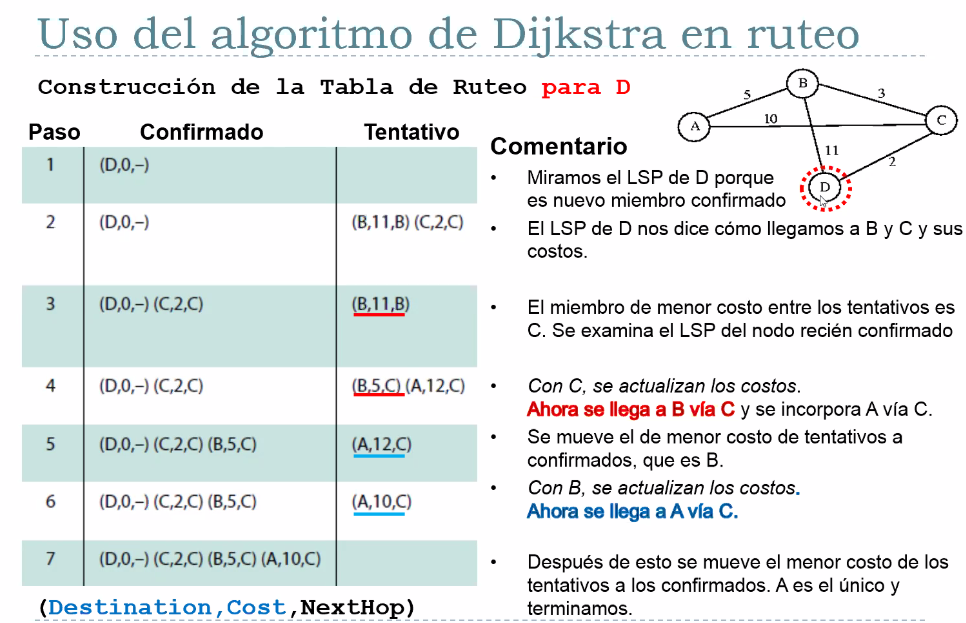 Uso del algoritmo de Dijkstra en ruteo
Construcción de la Tabla de Ruteo para D
B
5
3
A
10
C
11
2
D
Paso Confirmado Tentativo
Comentario
1 (D,0,–)
• Miramos el LSP de D porque
es nuevo miembro confirmado
2 (D,0,–) (B,11,B) (C,2,C)
• El LSP de D nos dice cómo llegamos a B y C y sus
costos.
3 (D,0,–) (C,2,C) (B,11,B)
• El miembro de menor costo entre los tentativos es
C. Se examina el LSP del nodo recién confirmado
4 (D,0,–) (C,2,C) (B,5,C) (A,12,C)
• Con C, se actualizan los costos.
Ahora se llega a B vía C y se incorpora A vía C.
5 (D,0,–) (C,2,C) (B,5,C) (A,12,C)
• Se mueve el de menor costo de tentativos a
confirmados, que es B.
6 (D,0,–) (C,2,C) (B,5,C) (A,10,C)
• Con B, se actualizan los costos.
Ahora se llega a A vía C.
7 (D,0,–) (C,2,C) (B,5,C) (A,10,C)
• Después de esto se mueve el menor costo de los
tentativos a los confirmados. A es el único y
terminamos.
(Destination,Cost,NextHop)